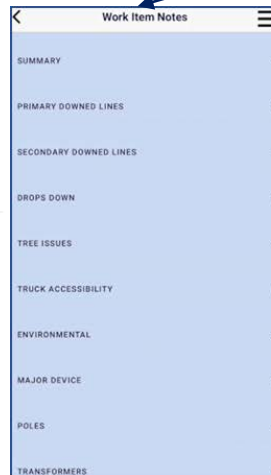 Work Item Notes
SUMMARY
PRIMARY DOWNED LINES
SECONDARY DOWNED LINES
DROPS DOWN
TREE ISSUES
TRUCK ACCESSIBILITY
ENVIRONMENTAL
MAJOR DEVICE
POLES
TRANSFORMERS